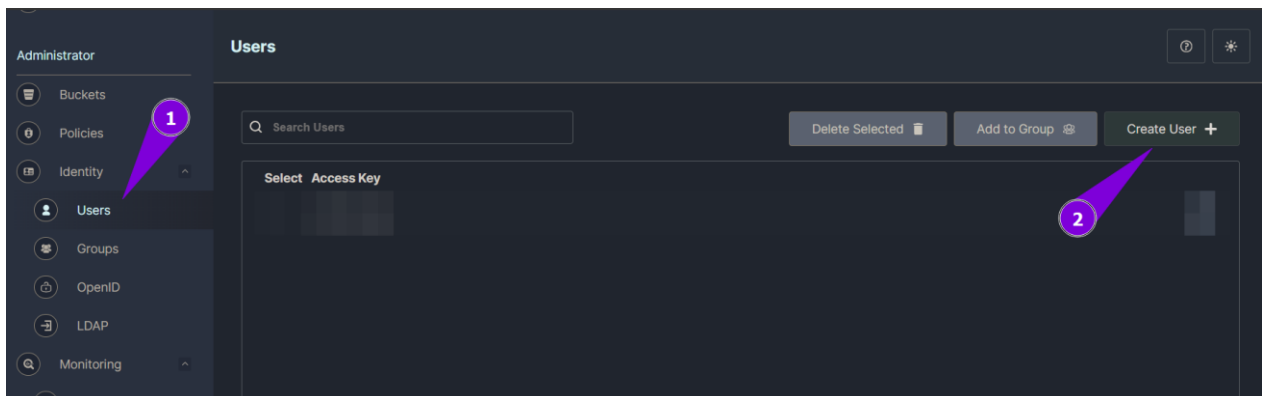 Administrator
Buckets
Policies
Identity
Users
Groups
OpenID
LDAP
Monitoring
1
Users
Search Users
Delete Selected
Add to Group
Create User +
Select Access Key
2